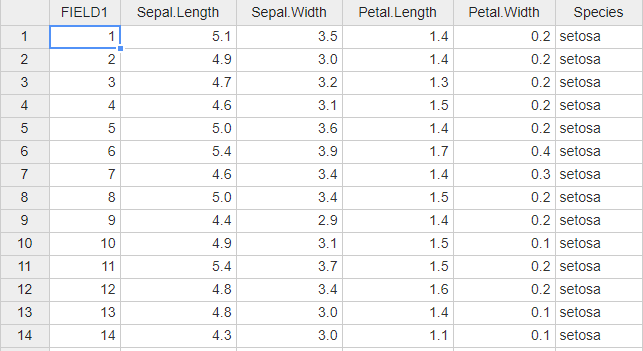 FIELD1 Sepal.Length Sepal.Width Petal.Length Petal.Width Species
1 1 5.1 3.5 1.4 0.2 setosa
2 2 4.9 3.0 1.4 0.2 setosa
3 3 4.7 3.2 1.3 0.2 setosa
4 4 4.6 3.1 1.5 0.2 setosa
5 5 5.0 3.6 1.4 0.2 setosa
6 6 5.4 3.9 1.7 0.4 setosa
7 7 4.6 3.4 1.4 0.3 setosa
8 8 5.0 3.4 1.5 0.2 setosa
9 9 4.4 2.9 1.4 0.2 setosa
10 10 4.9 3.1 1.5 0.1 setosa
11 11 5.4 3.7 1.5 0.2 setosa
12 12 4.8 3.4 1.6 0.2 setosa
13 13 4.8 3.0 1.4 0.1 setosa
14 14 4.3 3.0 1.1 0.1 setosa